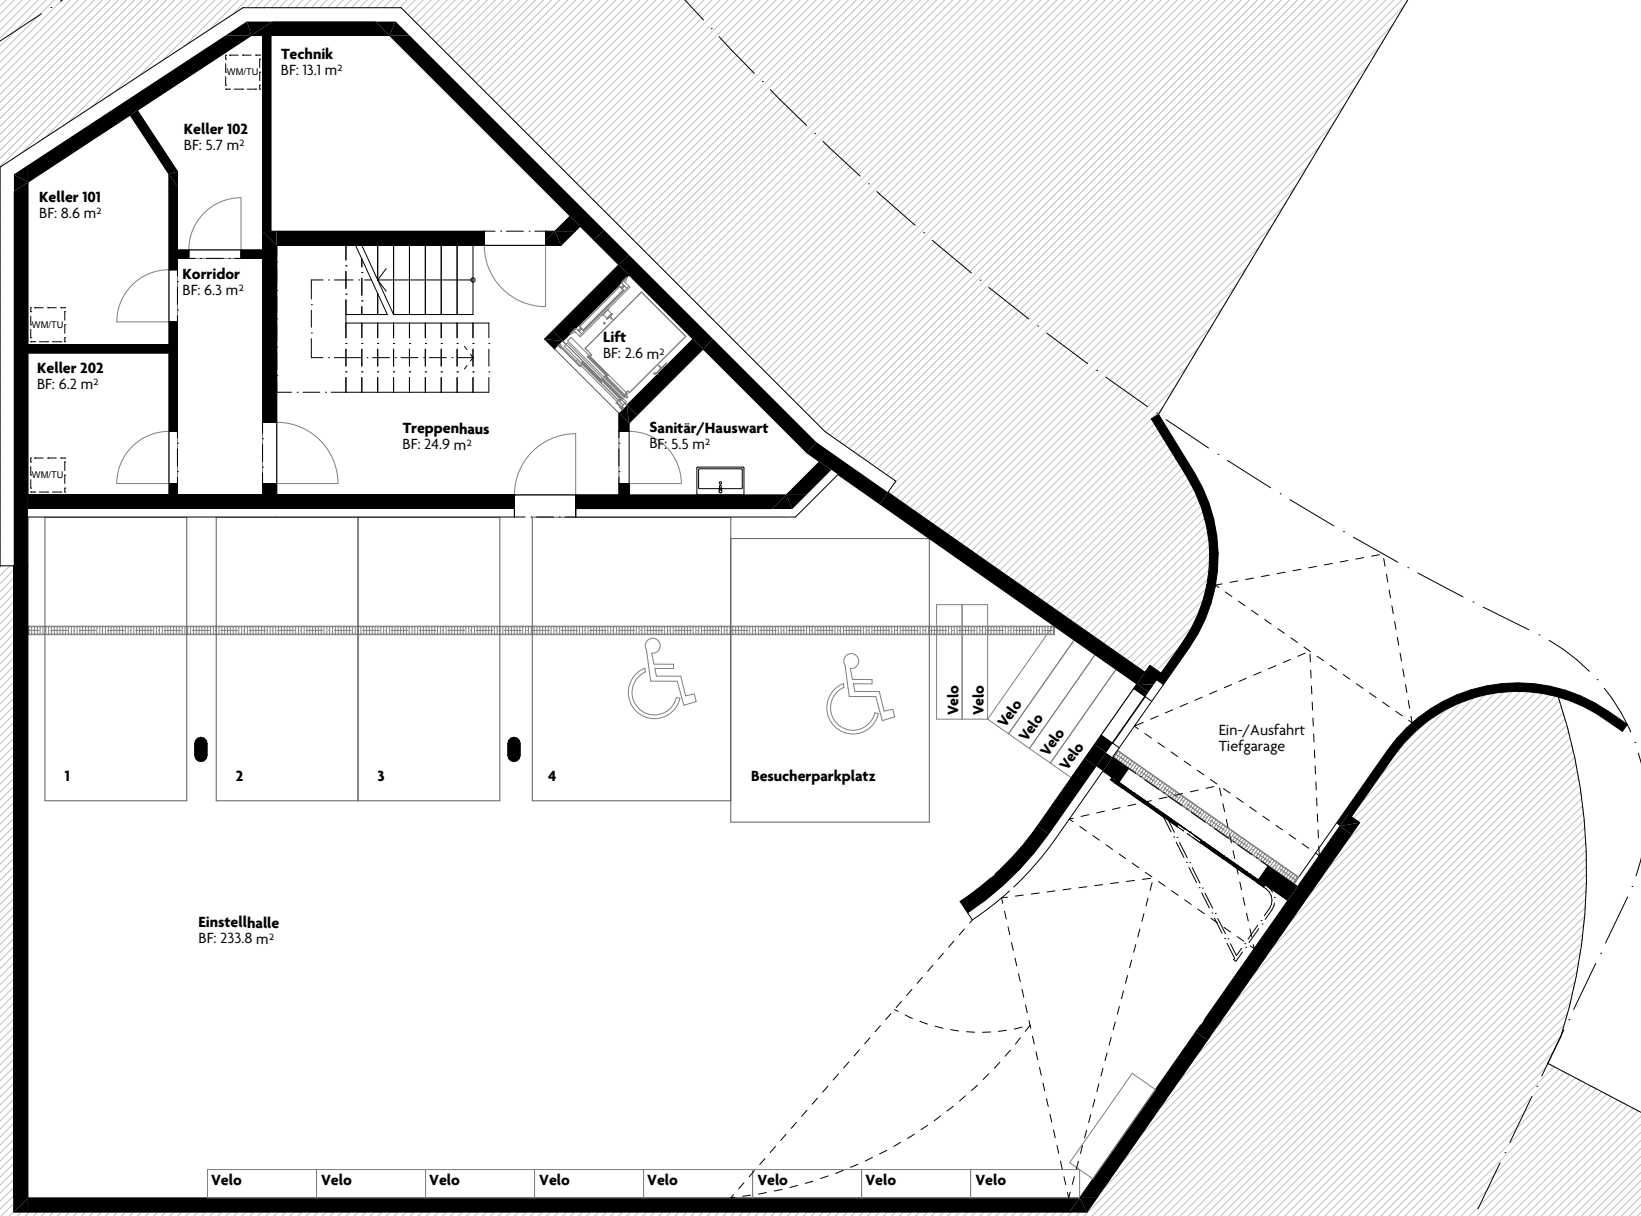 Technik
BF: 13.1 m²
WM/TU
Keller 102
BF: 5.7 m²
Keller 101
BF: 8.6 m²
Korridor
BF: 6.3 m²
WM/TU
Lift
BF: 2.6 m²
Keller 202
BF: 6.2 m²
Treppenhaus
BF: 24.9 m²
Sanitär/Hauswart
BF: 5.5 m²
WM/TU
Velo
Velo
Velo
Velo
Velo
Velo
Ein-/Ausfahrt
Tiefgarage
1
2
3
4
Besucherparkplatz
Einstellhalle
BF: 233.8 m²
Velo
Velo
Velo
Velo
Velo
Velo
Velo
Velo